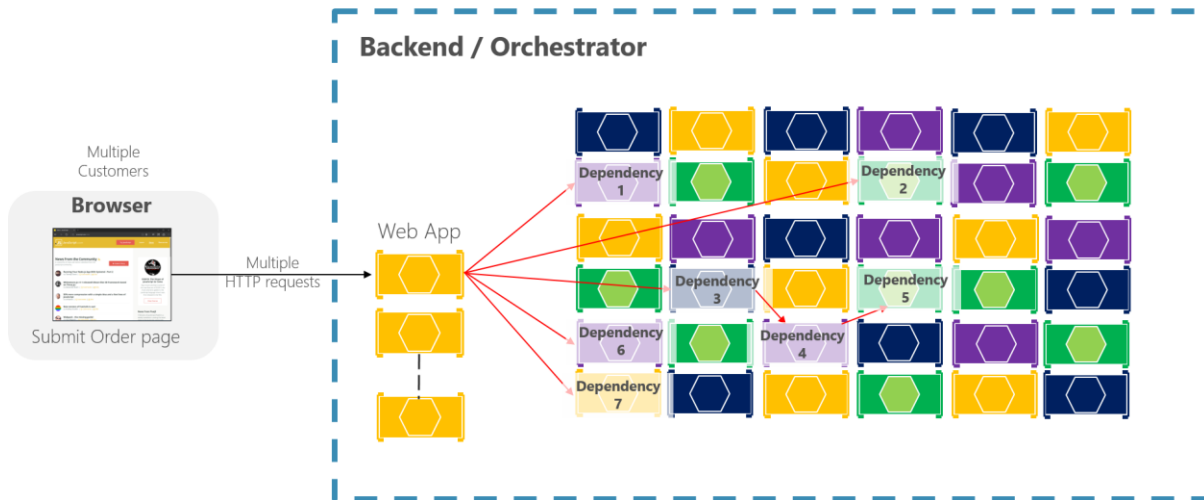 Backend / Orchestrator
Multiple
Customers
Browser
Submit Order page
Multiple
HTTP requests
Web App
Dependency
1
Dependency
2
Dependency
3
Dependency
5
Dependency
6
Dependency
4
Dependency
7